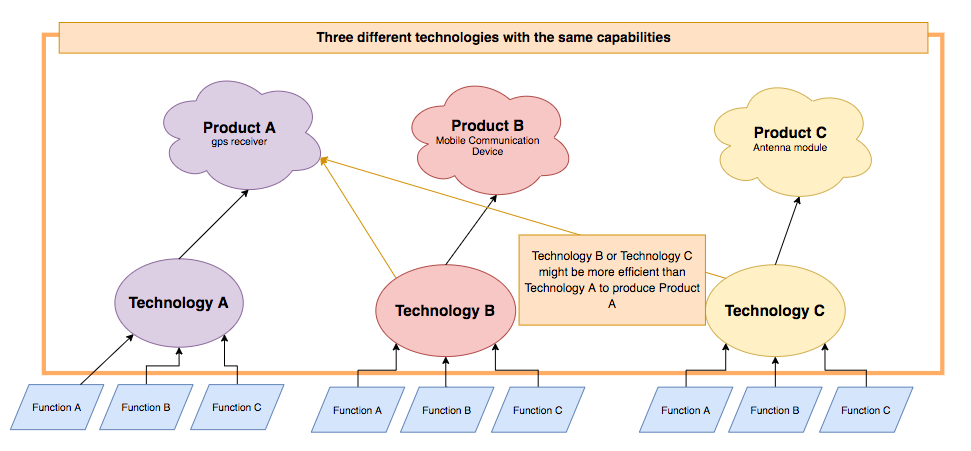 Three different technologies with the same capabilities
Product A
gps receiver
Product B
Mobile Communication
Device
Product C
Antenna module
Technology B or Technology C
might be more efficient than
Technology A to produce Product
A
Technology A
Technology B
Technology C
Function A
Function B
Function C
Function A
Function B
Function C
Function A
Function B
Function C